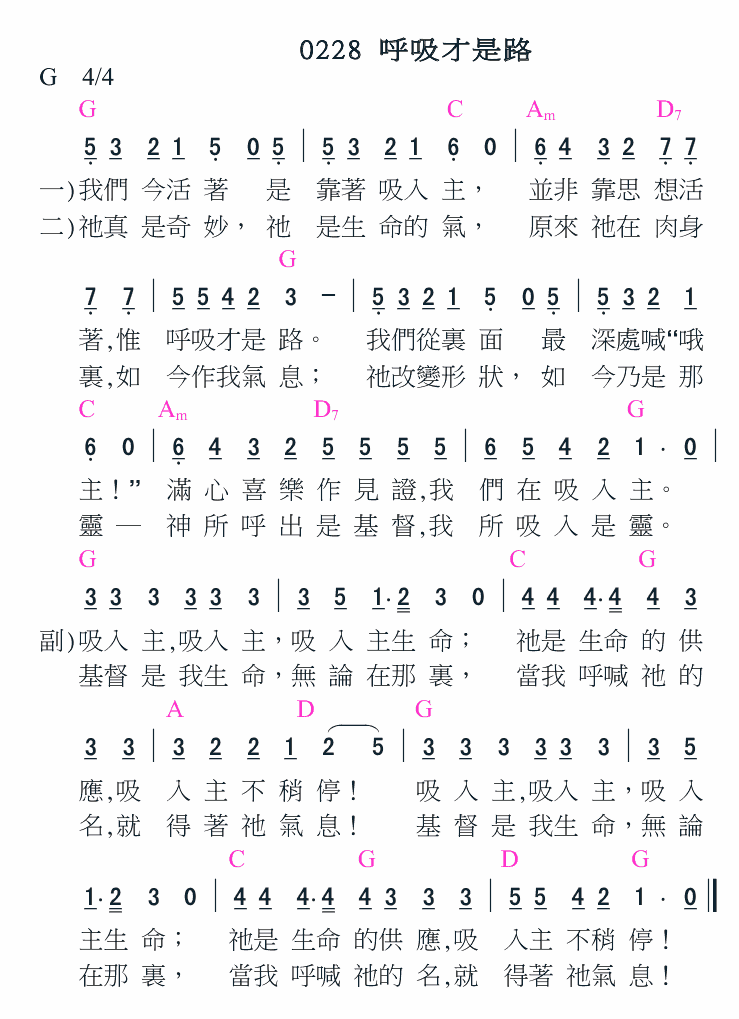 0228 呼吸才是路
G 4/4
G C Am D7
5 3 2 1 5 0 5 | 5 3 2 1 6 0 | 6 4 3 2 7 7
一)我們 今活 著 是 靠著 吸入 主， 並非 靠思 想活
二)祂真 是奇 妙， 祂 是生 命的 氣， 原來 祂在 肉身
G
7 7 | 5 5 4 2 3 － | 5 3 2 1 5 0 5 | 5 3 2 1
著,惟 呼吸才是 路。 我們從裏 面 最 深處喊“哦
裏,如 今作我氣 息； 祂改變形 狀， 如 今乃是 那
C Am D7 G
6 0 | 6 4 3 2 5 5 5 5 | 6 5 4 2 1 · 0 |
主！” 滿 心 喜 樂 作 見 證,我 們 在 吸 入 主。
靈 — 神 所 呼 出 是 基 督,我 所 吸 入 是 靈。
G C G
3 3 3 3 3 3 | 3 5 1·2 3 0 | 4 4 4·4 4 3
副)吸入 主,吸入 主，吸 入 主生 命； 祂是 生命 的 供
基督 是 我生 命，無 論 在那 裏， 當我 呼喊 祂 的
A D G
3 3 | 3 2 2 1 2 5 | 3 3 3 3 3 3 | 3 5
應,吸 入 主 不 稍 停！ 吸 入 主,吸入 主，吸 入
名,就 得 著 祂 氣 息！ 基 督 是 我生 命，無 論
C G D G
1·2 3 0 | 4 4 4·4 4 3 3 3 | 5 5 4 2 1 · 0 ‖
主生 命； 祂是 生命 的供 應,吸 入主 不稍 停！
在那 裏， 當我 呼喊 祂的 名,就 得著 祂氣 息！